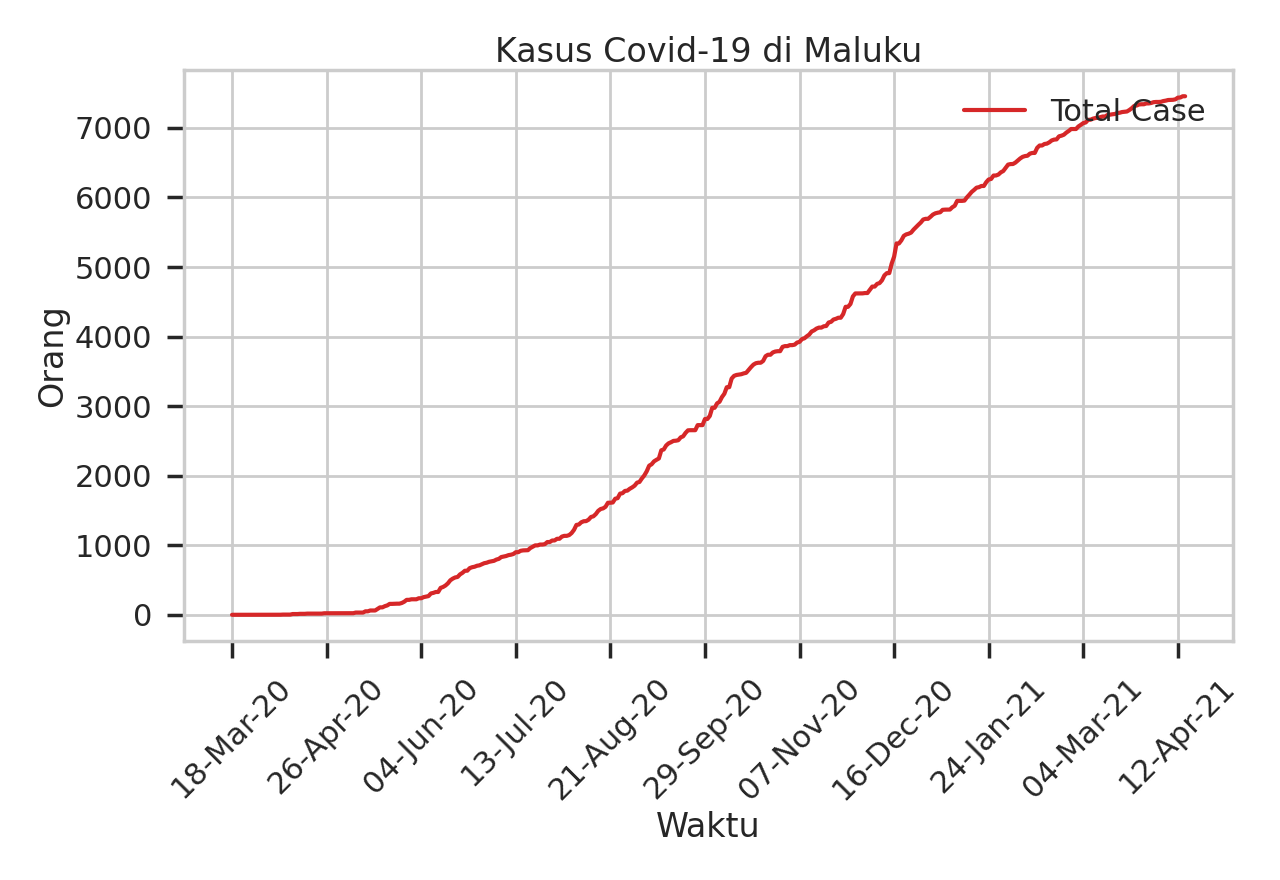 Kasus Covid-19 di Maluku
Total Case
Orang
7000
6000
5000
4000
3000
2000
1000
0
18-Mar-20
26-Apr-20
04-Jun-20
13-Jul-20
21-Aug-20
29-Sep-20
07-Nov-20
16-Dec-20
24-Jan-21
04-Mar-21
12-Apr-21
Waktu